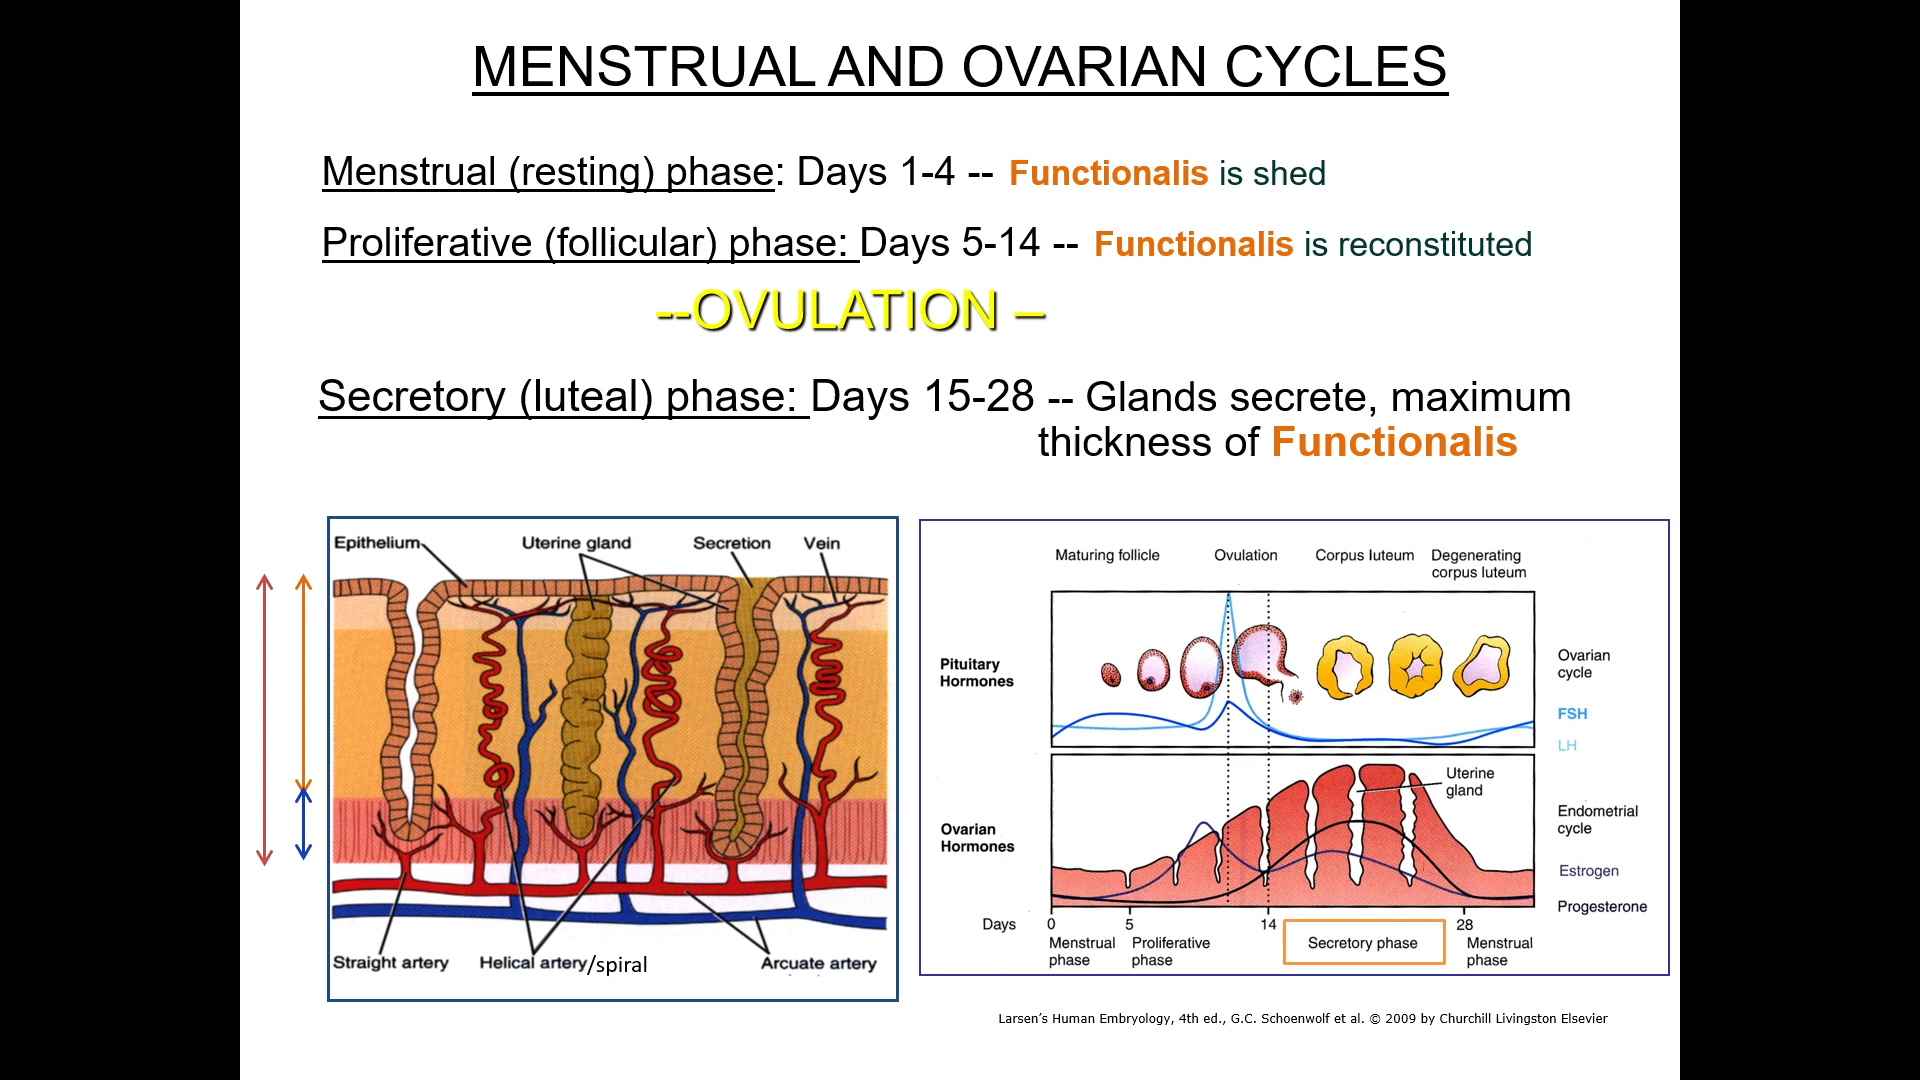 MENSTRUAL AND OVARIAN CYCLES
Menstrual (resting) phase: Days 1-4 -- Functionalis is shed
Proliferative (follicular) phase: Days 5-14 -- Functionalis is reconstituted
--OVULATION –
Secretory (luteal) phase: Days 15-28 -- Glands secrete, maximum
thickness of Functionalis
Epithelium
Uterine gland
Secretion
Vein
Straight artery
Helical artery/spiral
Arcuate artery
Maturing follicle
Ovulation
Corpus luteum
Degenerating
corpus luteum
Pituitary
Hormones
Ovarian
cycle
FSH
LH
Uterine
gland
Ovarian
Hormones
Endometrial
cycle
Estrogen
Progesterone
Days
0
5
14
28
Menstrual
phase
Proliferative
phase
Secretory phase
Menstrual
phase
Larsen’s Human Embryology, 4th ed., G.C. Schoenwolf et al. © 2009 by Churchill Livingston Elsevier